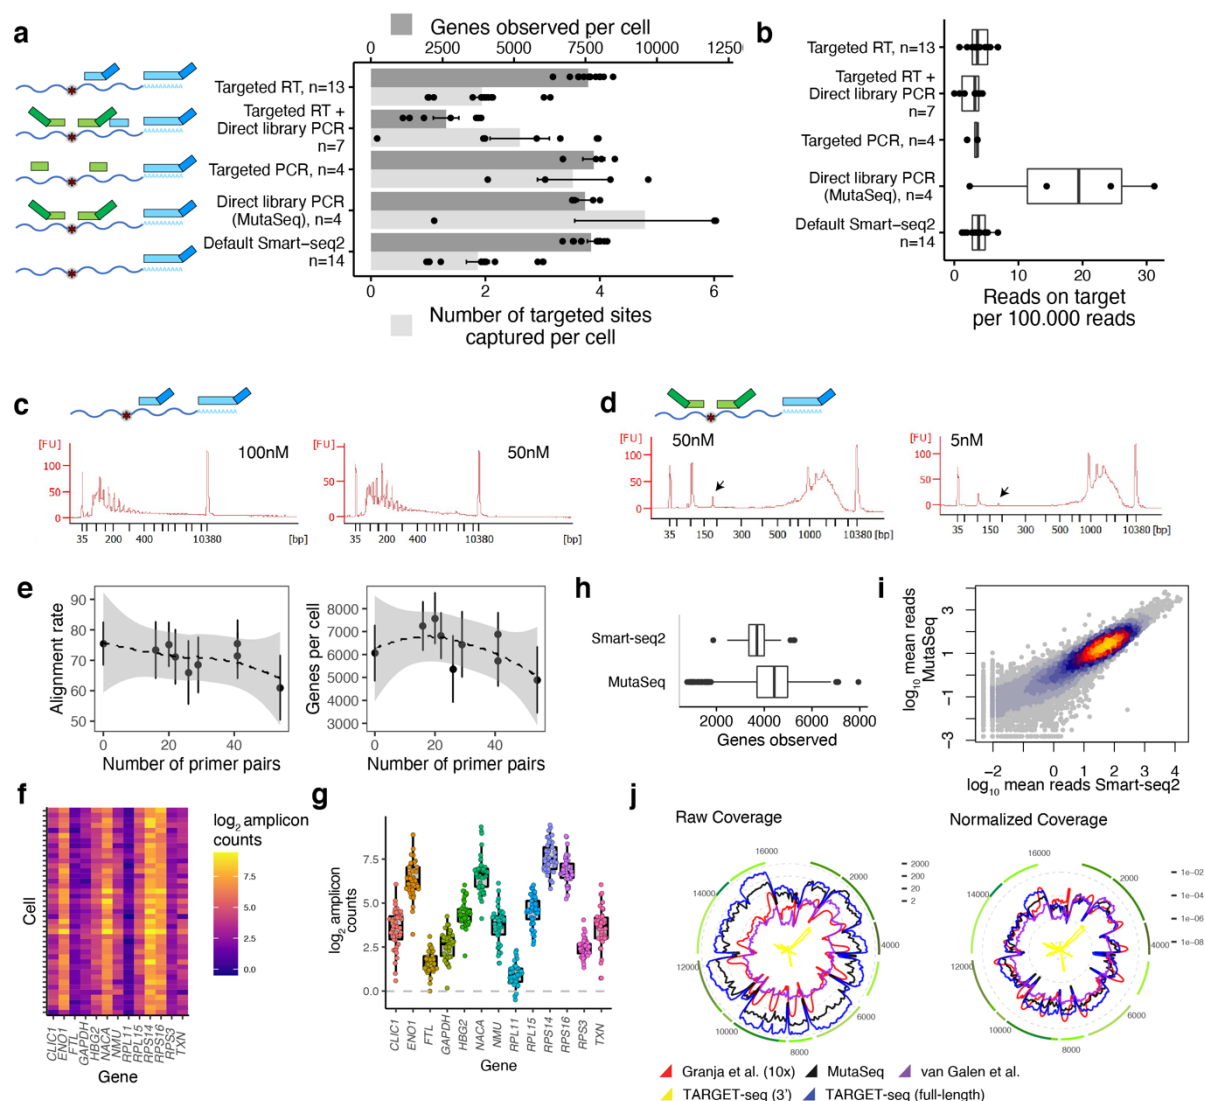 a
Genes observed per cell
0 2500 5000 7500 10000 1250
Targeted RT, n=13
Targeted RT +
Direct library PCR
n=7
Targeted PCR, n=4
Direct library PCR
(MutaSeq), n=4
Default Smart-seq2
n=14
0 2 4 6
Number of targeted sites
captured per cell
b
Targeted RT, n=13
Targeted RT +
Direct library PCR
n=7
Targeted PCR, n=4
Direct library PCR
(MutaSeq), n=4
Default Smart-seq2
n=14
0 10 20 30
Reads on target
per 100.000 reads
c
[FU]
100nM
100
50
0
35 200 400 10380 [bp]
[FU]
50nM
100
50
0
35 200 400 10380 [bp]
d
[FU]
50nM
100
50
0
35 150 300 500 1000 10380 [bp]
[FU]
5nM
100
50
0
35 150 300 500 1000 10380 [bp]
e
Alignment rate
90
80
70
60
50
0 20 40
Number of primer pairs
Genes per cell
8000
7000
6000
5000
4000
3000
0 20 40
Number of primer pairs
h
Smart-seq2
MutaSeq
2000 4000 6000 8000
Genes observed
i
log10 mean reads
MutaSeq
3
1
−1
−3
−2 0 1 2 3 4
log10 mean reads Smart-seq2
f
Cell
CLIC1 ENO1 FTL GAPDH HBG2 NACA NMU RPL11 RPL15 RPS14 RPS16 RPS3 TXN
Gene
log2 amplicon
counts
7.5
5.0
2.5
0.0
g
log2 amplicon
counts
7.5
5.0
2.5
0.0
CLIC1 ENO1 FTL GAPDH HBG2 NACA NMU RPL11 RPL15 RPS14 RPS16 RPS3 TXN
Gene
j
Raw Coverage
16000
2000
14000
4000
12000
6000
10000
8000
2000
200
20
2
Normalized Coverage
16000
2000
14000
4000
12000
6000
10000
8000
1e−02
1e−04
1e−06
1e−08
Granja et al. (10x) MutaSeq van Galen et al.
TARGET-seq (3') TARGET-seq (full-length)